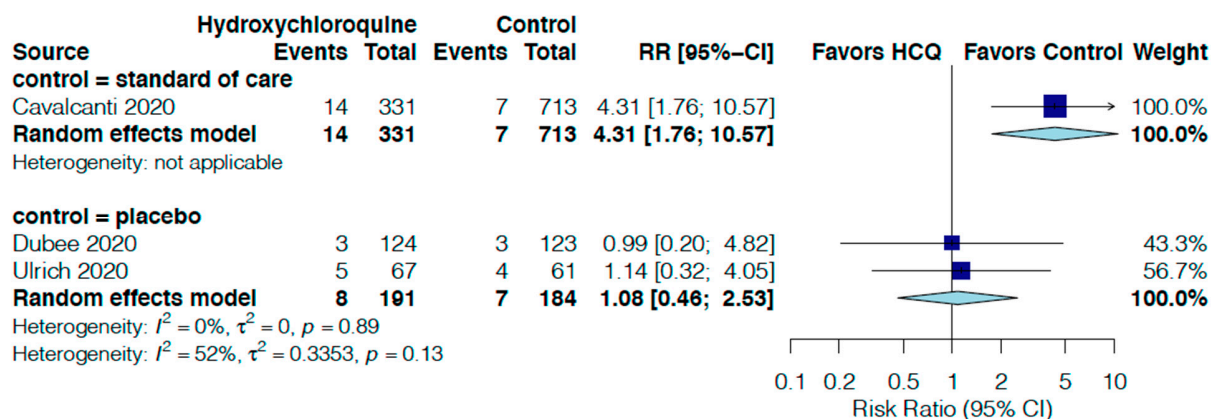 Hydroxychloroquine Control
Source Events Total Events Total RR [95%−CI] Favors HCQ Favors Control Weight
control = standard of care
Cavalcanti 2020 14 331 7 713 4.31 [1.76; 10.57] 100.0%
Random effects model 14 331 7 713 4.31 [1.76; 10.57] 100.0%
Heterogeneity: not applicable
control = placebo
Dubee 2020 3 124 3 123 0.99 [0.20; 4.82] 43.3%
Ulrich 2020 5 67 4 61 1.14 [0.32; 4.05] 56.7%
Random effects model 8 191 7 184 1.08 [0.46; 2.53] 100.0%
Heterogeneity: I² = 0%, τ² = 0, p = 0.89
Heterogeneity: I² = 52%, τ² = 0.3353, p = 0.13
0.1 0.2 0.5 1 2 5 10
Risk Ratio (95% CI)